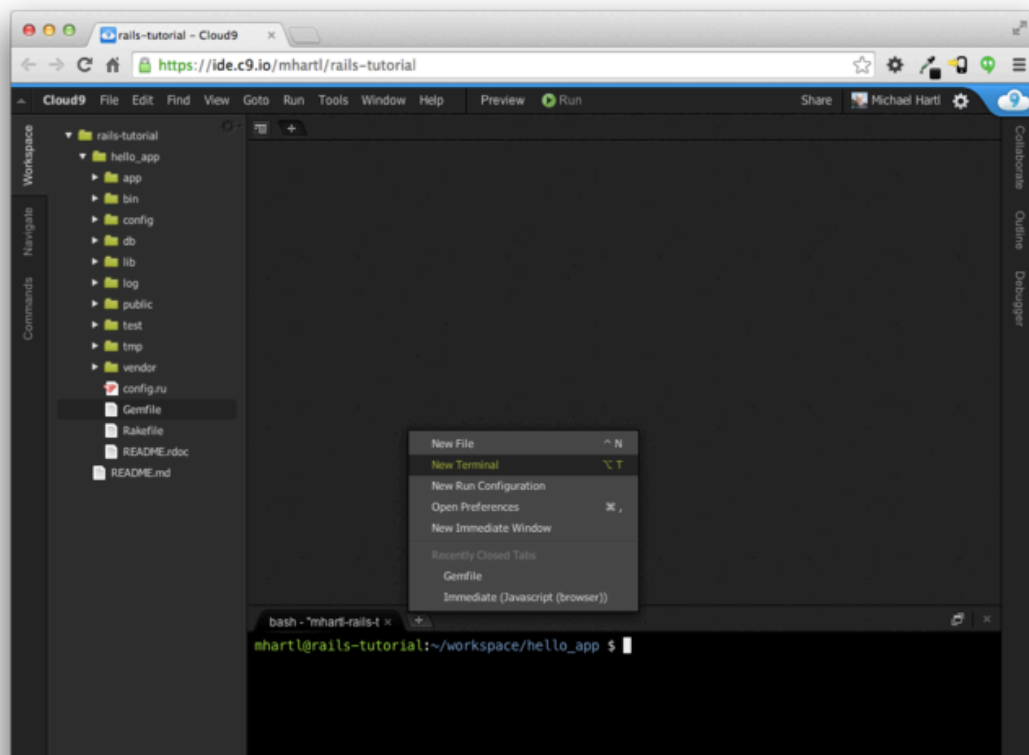 rails-tutorial - Cloud9
https://ide.c9.io/mhartl/rails-tutorial
Cloud9 File Edit Find View Goto Run Tools Window Help Preview Run Share Michael Hartl
Workspace
Navigate
Commands
rails-tutorial
hello_app
app
bin
config
db
lib
log
public
test
tmp
vendor
config.ru
Gemfile
Rakefile
README.rdoc
README.md
New File ^ N
New Terminal ⌥ T
New Run Configuration
Open Preferences ⌘ ,
New Immediate Window
Recently Closed Tabs
Gemfile
Immediate (Javascript (browser))
Collaborate
Outline
Debugger
bash - "mhartl-rails-t
mhartl@rails-tutorial:~/workspace/hello_app $